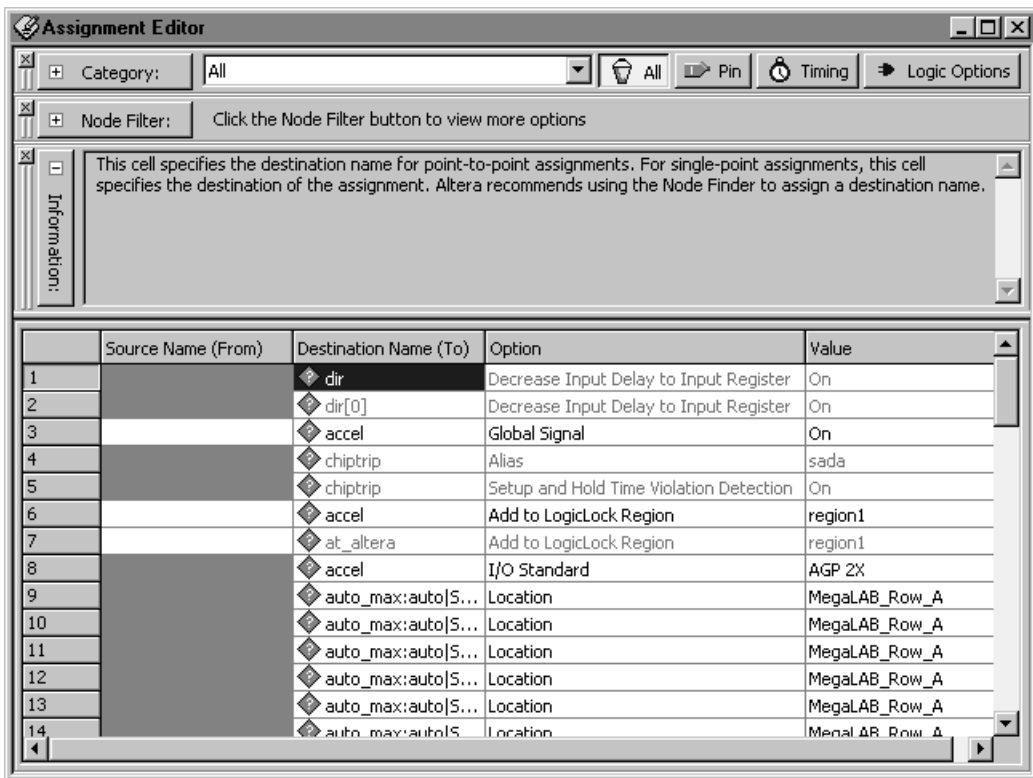 Assignment Editor
Category: All All Pin Timing Logic Options
Node Filter: Click the Node Filter button to view more options
Information:
This cell specifies the destination name for point-to-point assignments. For single-point assignments, this cell
specifies the destination of the assignment. Altera recommends using the Node Finder to assign a destination name.
Source Name (From) Destination Name (To) Option Value
1 dir Decrease Input Delay to Input Register On
2 dir[0] Decrease Input Delay to Input Register On
3 accel Global Signal On
4 chiptrip Alias sada
5 chiptrip Setup and Hold Time Violation Detection On
6 accel Add to LogicLock Region region1
7 at_altera Add to LogicLock Region region1
8 accel I/O Standard AGP 2X
9 auto_max:auto|S... Location MegaLAB_Row_A
10 auto_max:auto|S... Location MegaLAB_Row_A
11 auto_max:auto|S... Location MegaLAB_Row_A
12 auto_max:auto|S... Location MegaLAB_Row_A
13 auto_max:auto|S... Location MegaLAB_Row_A
14 auto_max:auto|S... Location MegaLAB_Row_A